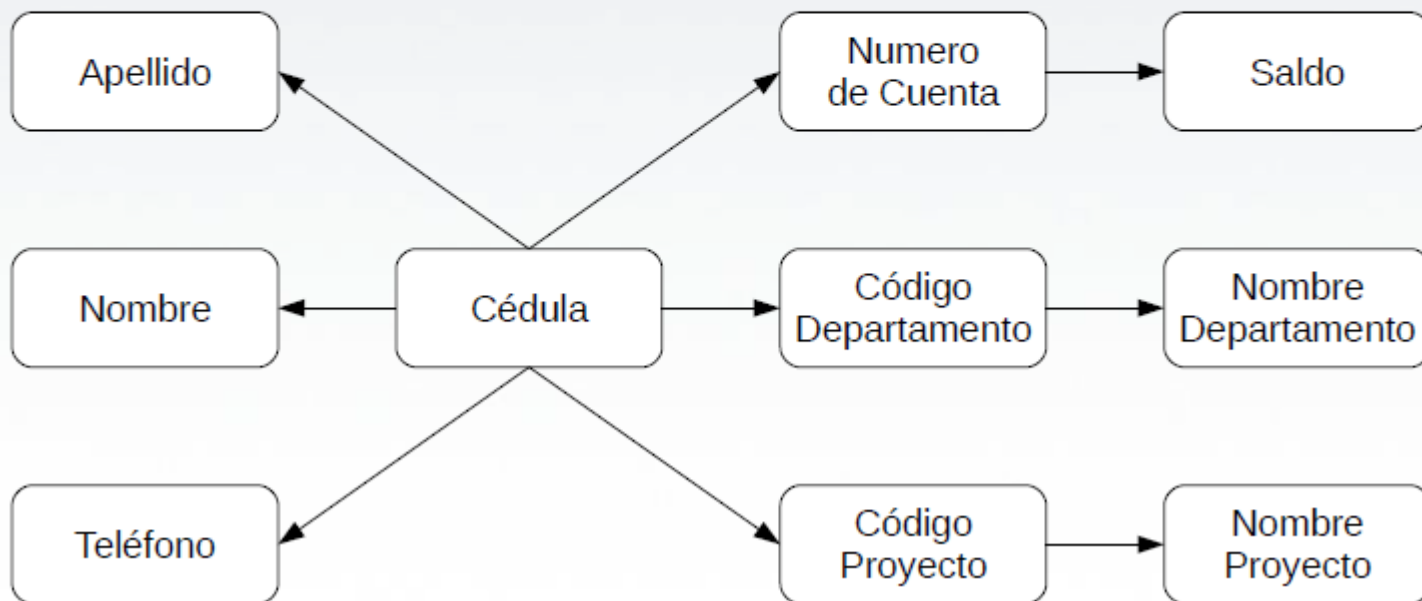 Apellido
Numero
de Cuenta
Saldo
Nombre
Cédula
Código
Departamento
Nombre
Departamento
Teléfono
Código
Proyecto
Nombre
Proyecto